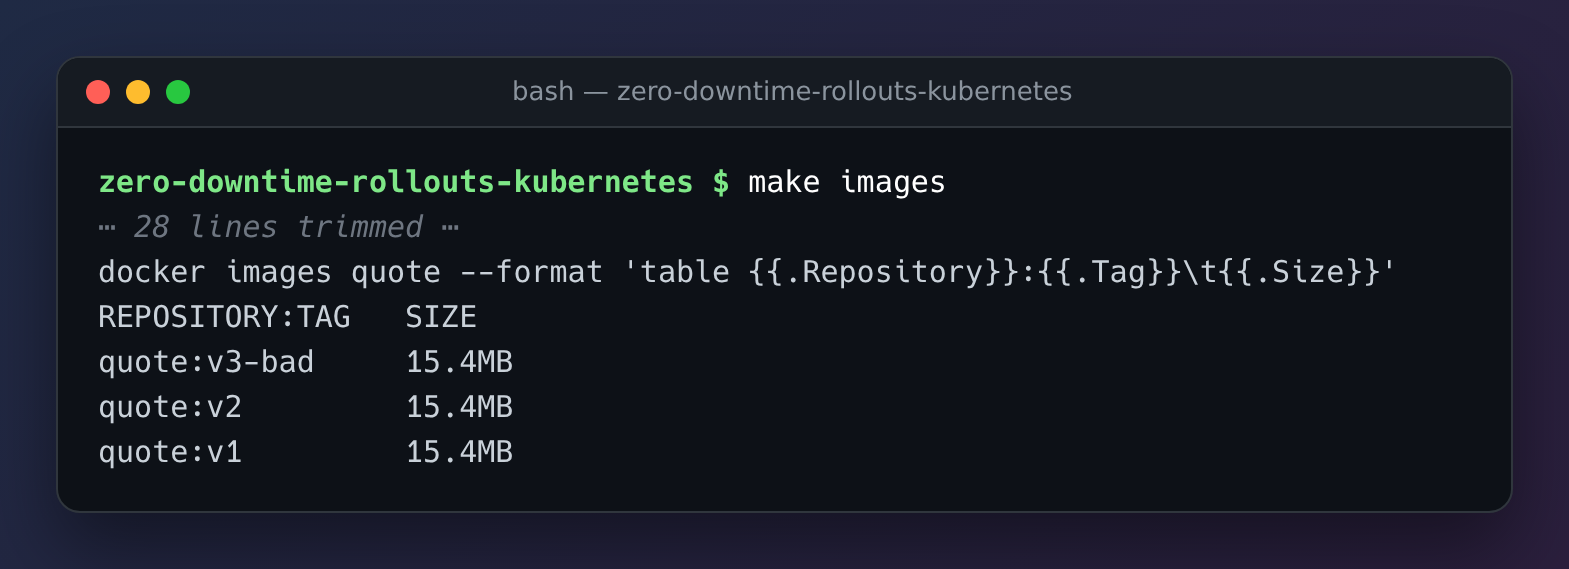 bash — zero-downtime-rollouts-kubernetes
zero-downtime-rollouts-kubernetes $ make images
⋯ 28 lines trimmed ⋯
docker images quote --format 'table {{.Repository}}:{{.Tag}}\t{{.Size}}'
REPOSITORY:TAG   SIZE
quote:v3-bad     15.4MB
quote:v2         15.4MB
quote:v1         15.4MB